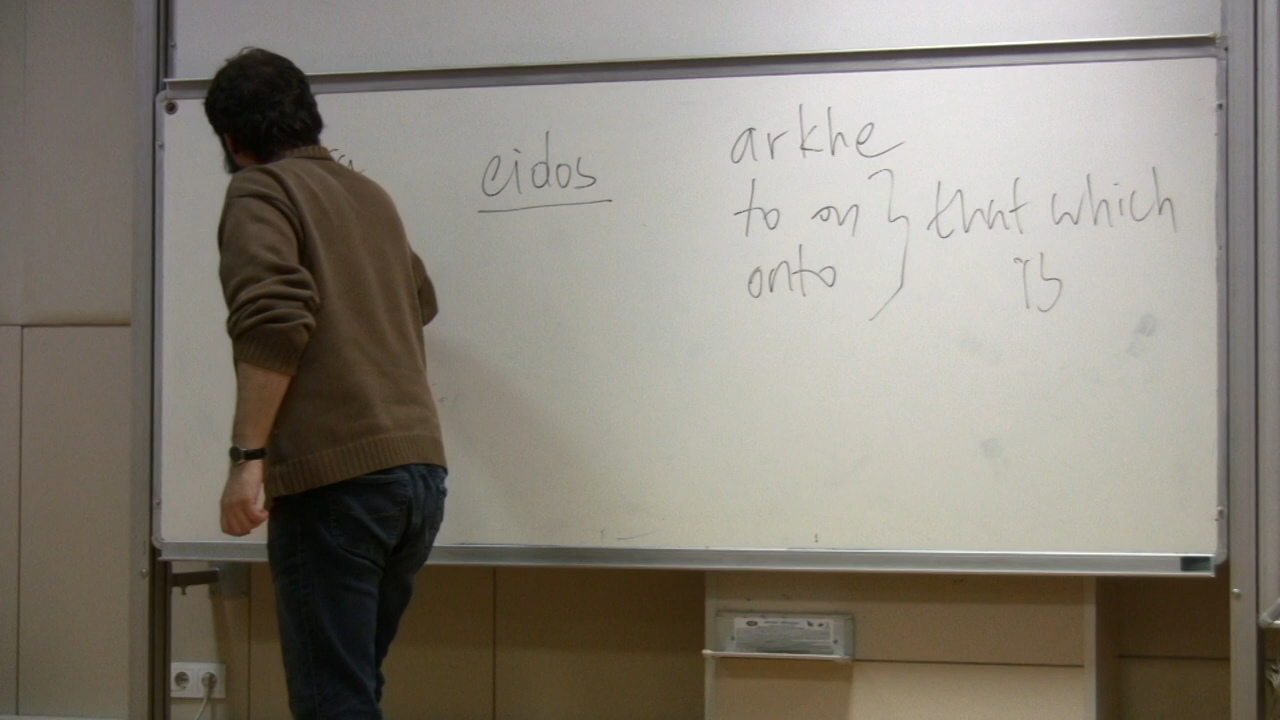 eidos
arkhe
to on } that which
onto is